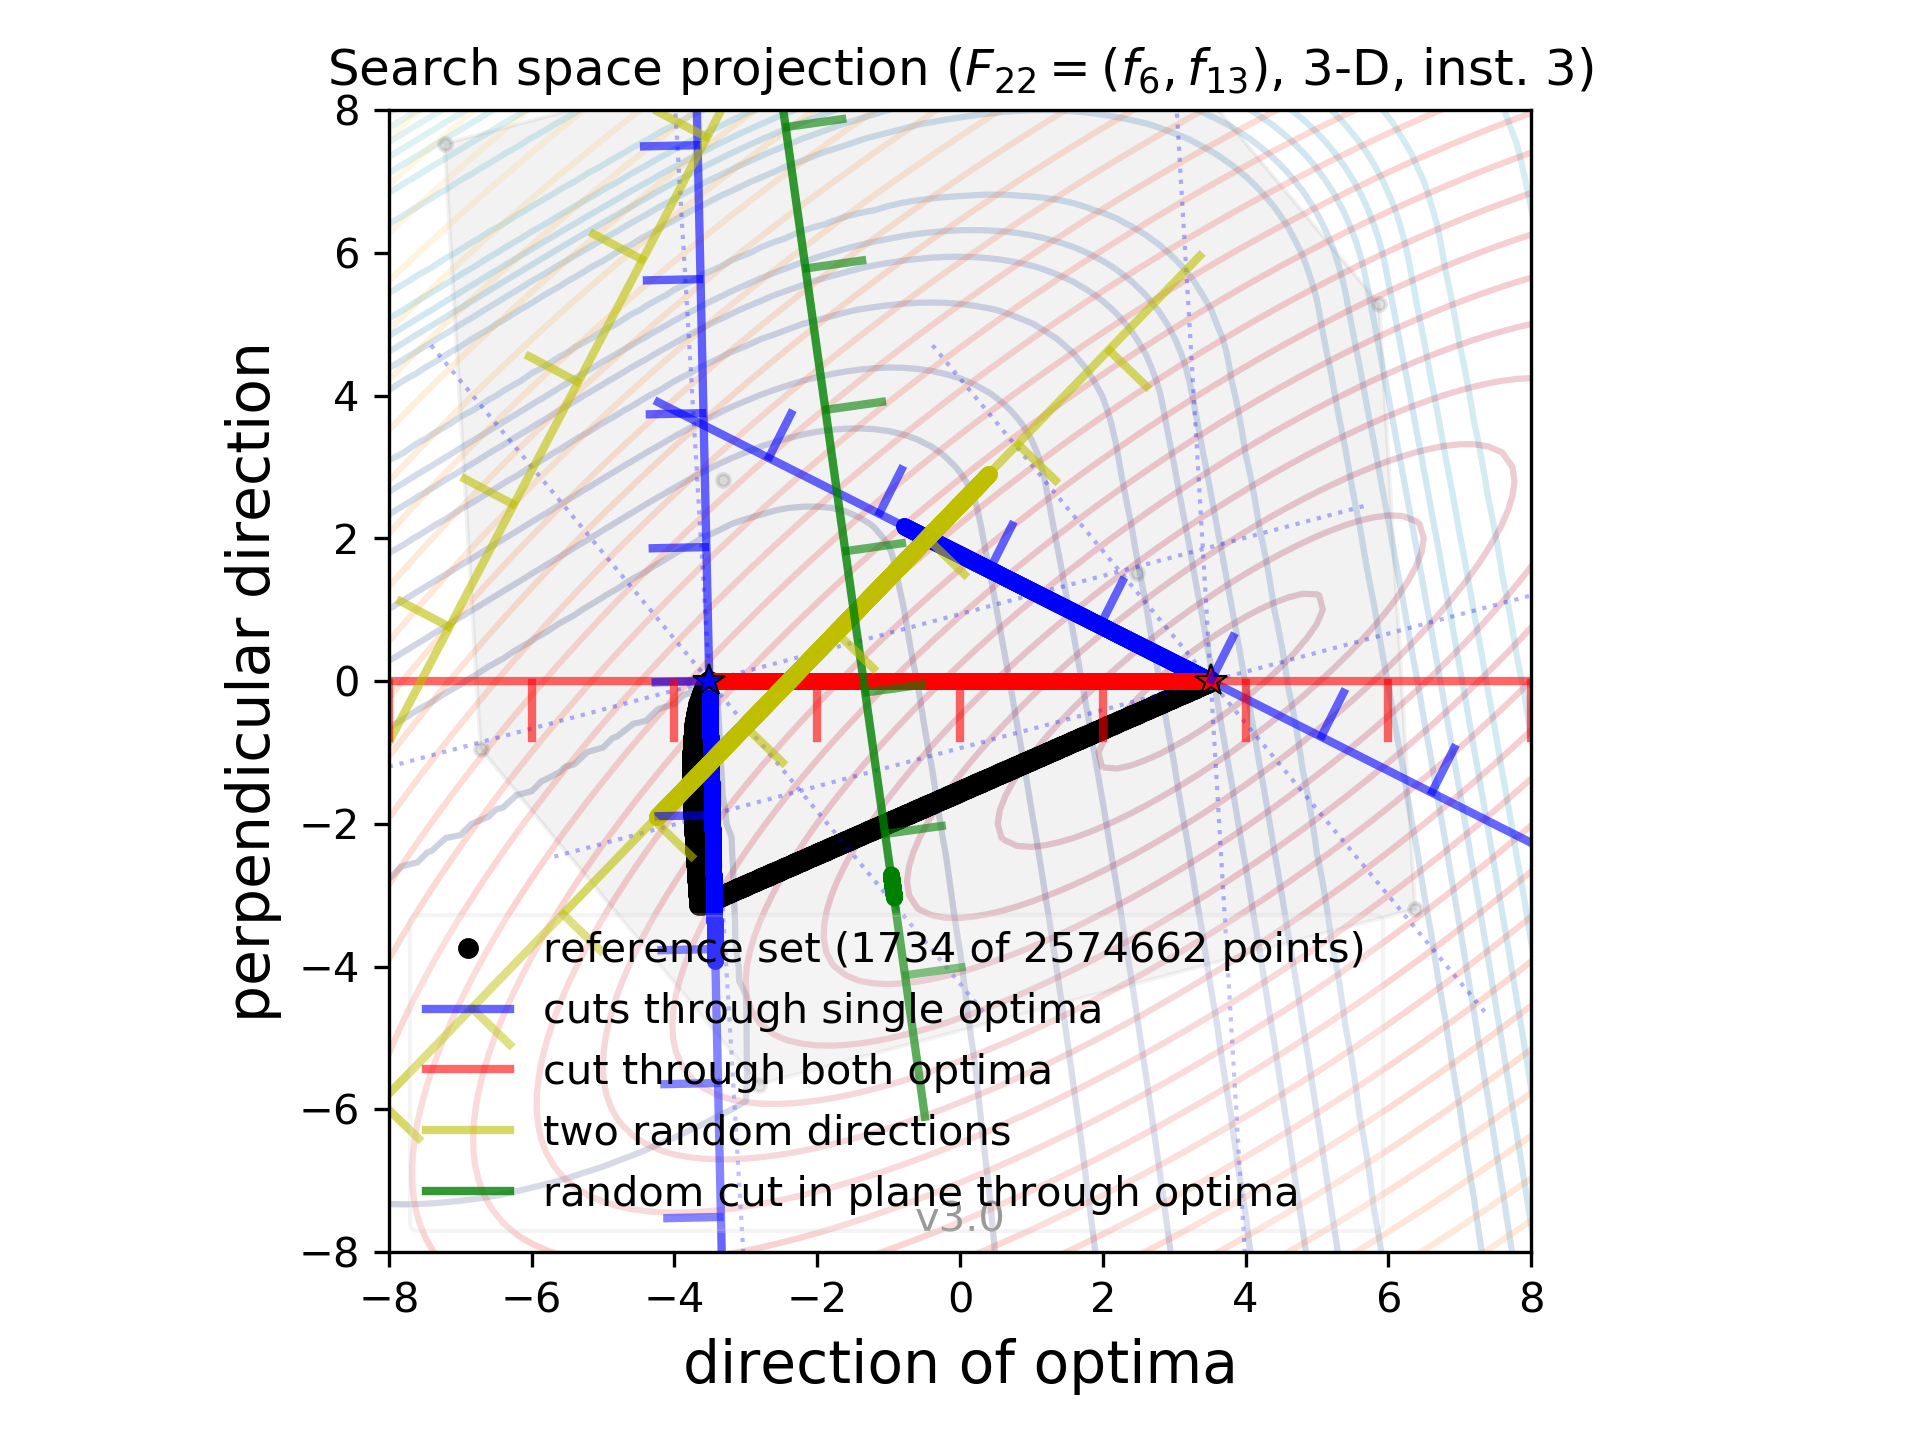 Search space projection (F₂₂ = (f₆, f₁₃), 3-D, inst. 3)
8
6
4
2
0
−2
−4
−6
−8
perpendicular direction
reference set (1734 of 2574662 points)
cuts through single optima
cut through both optima
two random directions
random cut in plane through optima
v3.0
−8 −6 −4 −2 0 2 4 6 8
direction of optima